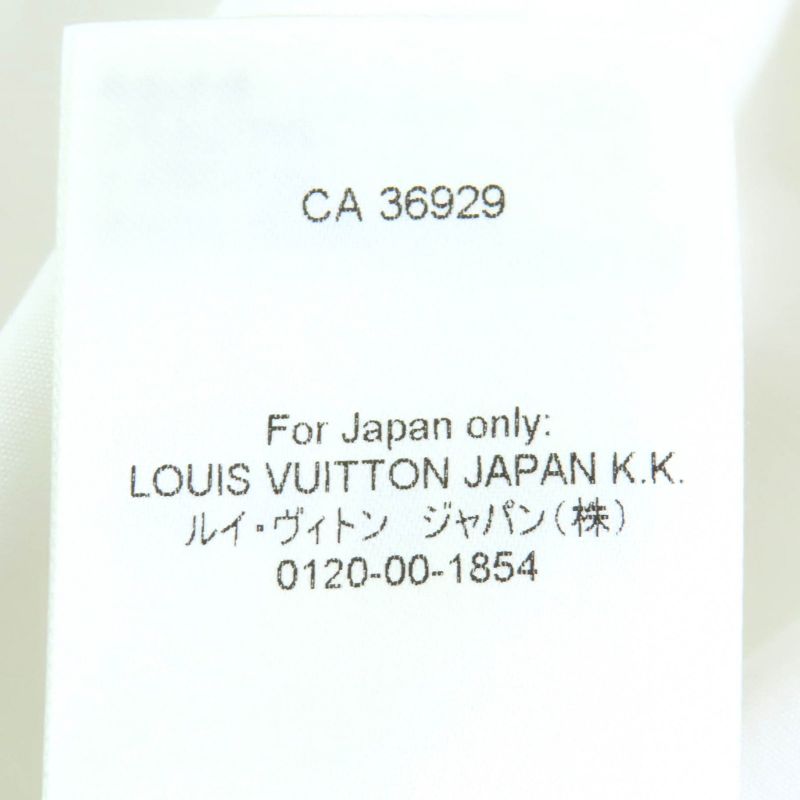 CA 36929
For Japan only:
LOUIS VUITTON JAPAN K.K.
ルイ・ヴィトン　ジャパン(株)
0120-00-1854